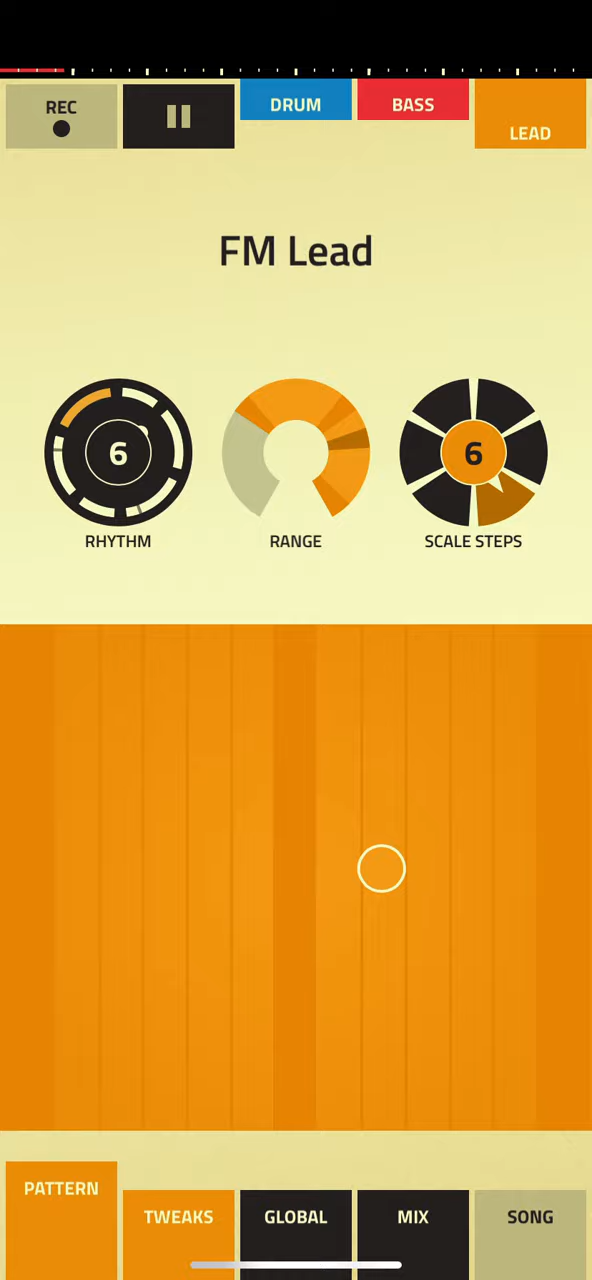 REC
DRUM
BASS
LEAD
FM Lead
6
6
RHYTHM
RANGE
SCALE STEPS
PATTERN
TWEAKS
GLOBAL
MIX
SONG